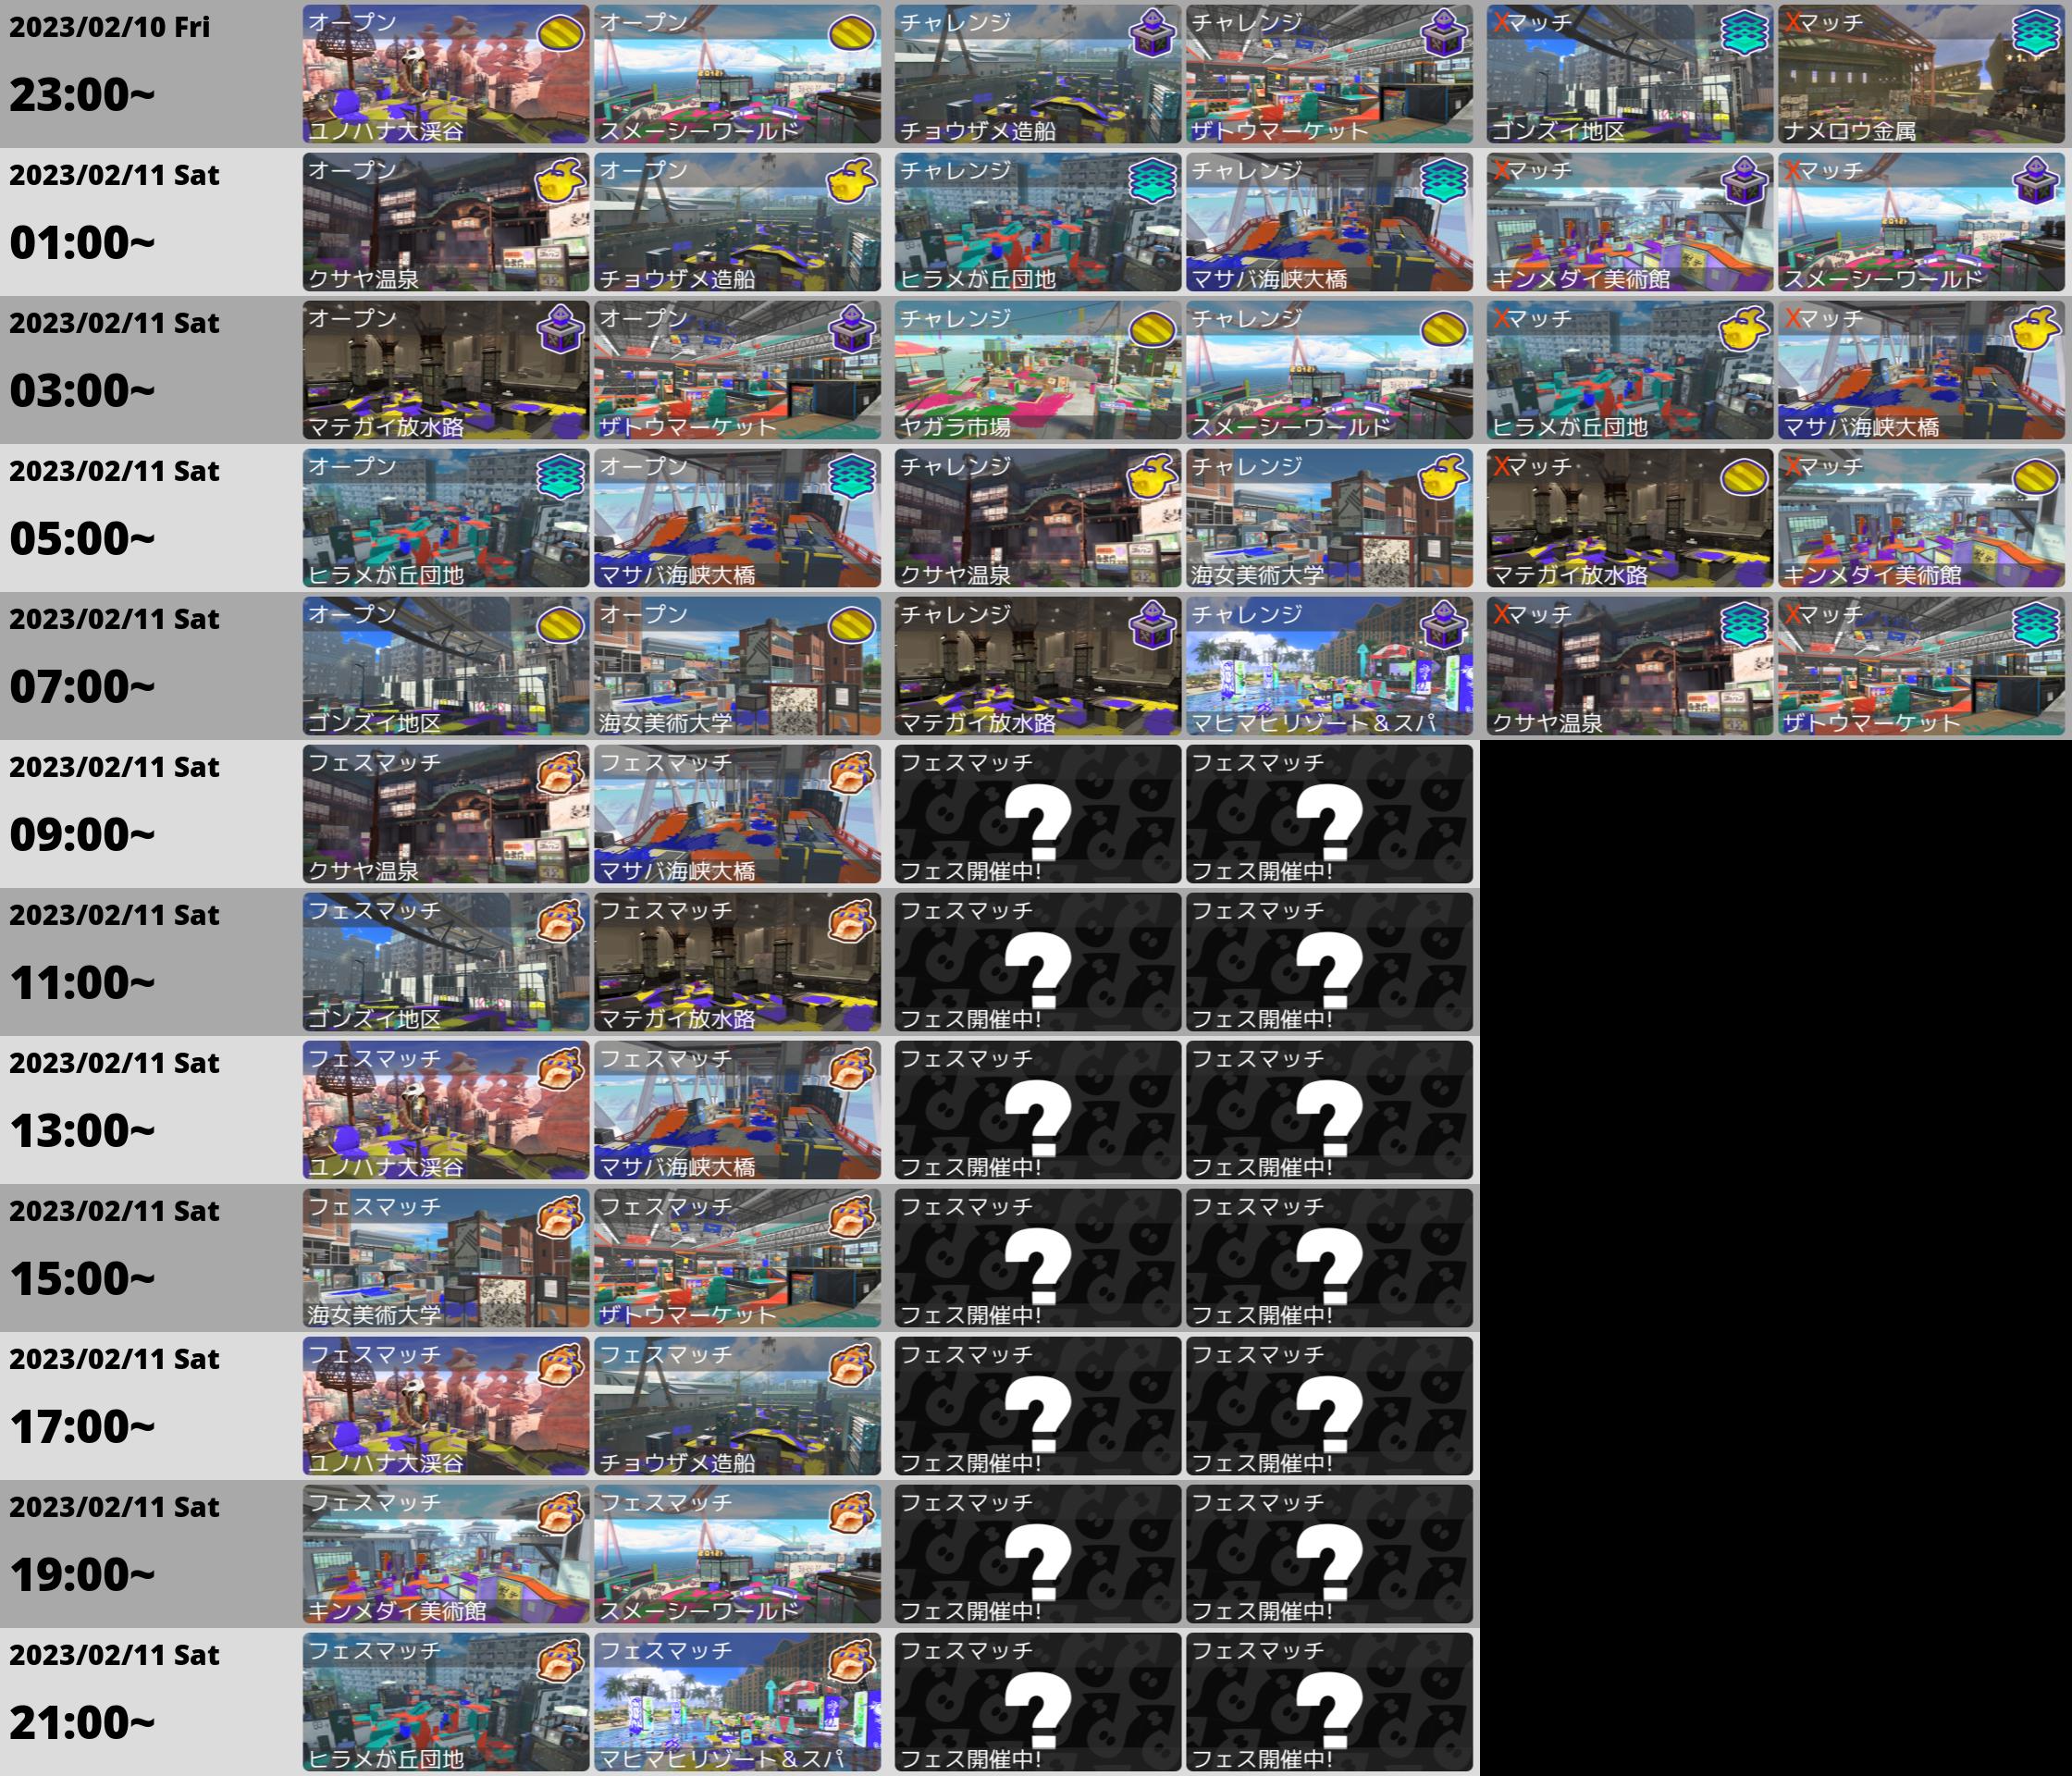 2023/02/10 Fri
23:00~
オープン
オープン
チャレンジ
チャレンジ
Xマッチ
Xマッチ
ユノハナ大渓谷
スメーシーワールド
チョウザメ造船
ザトウマーケット
ゴンズイ地区
ナメロウ金属
2023/02/11 Sat
01:00~
オープン
オープン
チャレンジ
チャレンジ
Xマッチ
Xマッチ
クサヤ温泉
チョウザメ造船
ヒラメが丘団地
マサバ海峡大橋
キンメダイ美術館
スメーシーワールド
2023/02/11 Sat
03:00~
オープン
オープン
チャレンジ
チャレンジ
Xマッチ
Xマッチ
マテガイ放水路
ザトウマーケット
ヤガラ市場
スメーシーワールド
ヒラメが丘団地
マサバ海峡大橋
2023/02/11 Sat
05:00~
オープン
オープン
チャレンジ
チャレンジ
Xマッチ
Xマッチ
ヒラメが丘団地
マサバ海峡大橋
クサヤ温泉
海女美術大学
マテガイ放水路
キンメダイ美術館
2023/02/11 Sat
07:00~
オープン
オープン
チャレンジ
チャレンジ
Xマッチ
Xマッチ
ゴンズイ地区
海女美術大学
マテガイ放水路
マヒマヒリゾート＆スパ
クサヤ温泉
ザトウマーケット
2023/02/11 Sat
09:00~
フェスマッチ
フェスマッチ
フェスマッチ
フェスマッチ
?
?
クサヤ温泉
マサバ海峡大橋
フェス開催中!
フェス開催中!
2023/02/11 Sat
11:00~
フェスマッチ
フェスマッチ
フェスマッチ
フェスマッチ
?
?
ゴンズイ地区
マテガイ放水路
フェス開催中!
フェス開催中!
2023/02/11 Sat
13:00~
フェスマッチ
フェスマッチ
フェスマッチ
フェスマッチ
?
?
ユノハナ大渓谷
マサバ海峡大橋
フェス開催中!
フェス開催中!
2023/02/11 Sat
15:00~
フェスマッチ
フェスマッチ
フェスマッチ
フェスマッチ
?
?
海女美術大学
ザトウマーケット
フェス開催中!
フェス開催中!
2023/02/11 Sat
17:00~
フェスマッチ
フェスマッチ
フェスマッチ
フェスマッチ
?
?
ユノハナ大渓谷
チョウザメ造船
フェス開催中!
フェス開催中!
2023/02/11 Sat
19:00~
フェスマッチ
フェスマッチ
フェスマッチ
フェスマッチ
?
?
キンメダイ美術館
スメーシーワールド
フェス開催中!
フェス開催中!
2023/02/11 Sat
21:00~
フェスマッチ
フェスマッチ
フェスマッチ
フェスマッチ
?
?
ヒラメが丘団地
マヒマヒリゾート＆スパ
フェス開催中!
フェス開催中!